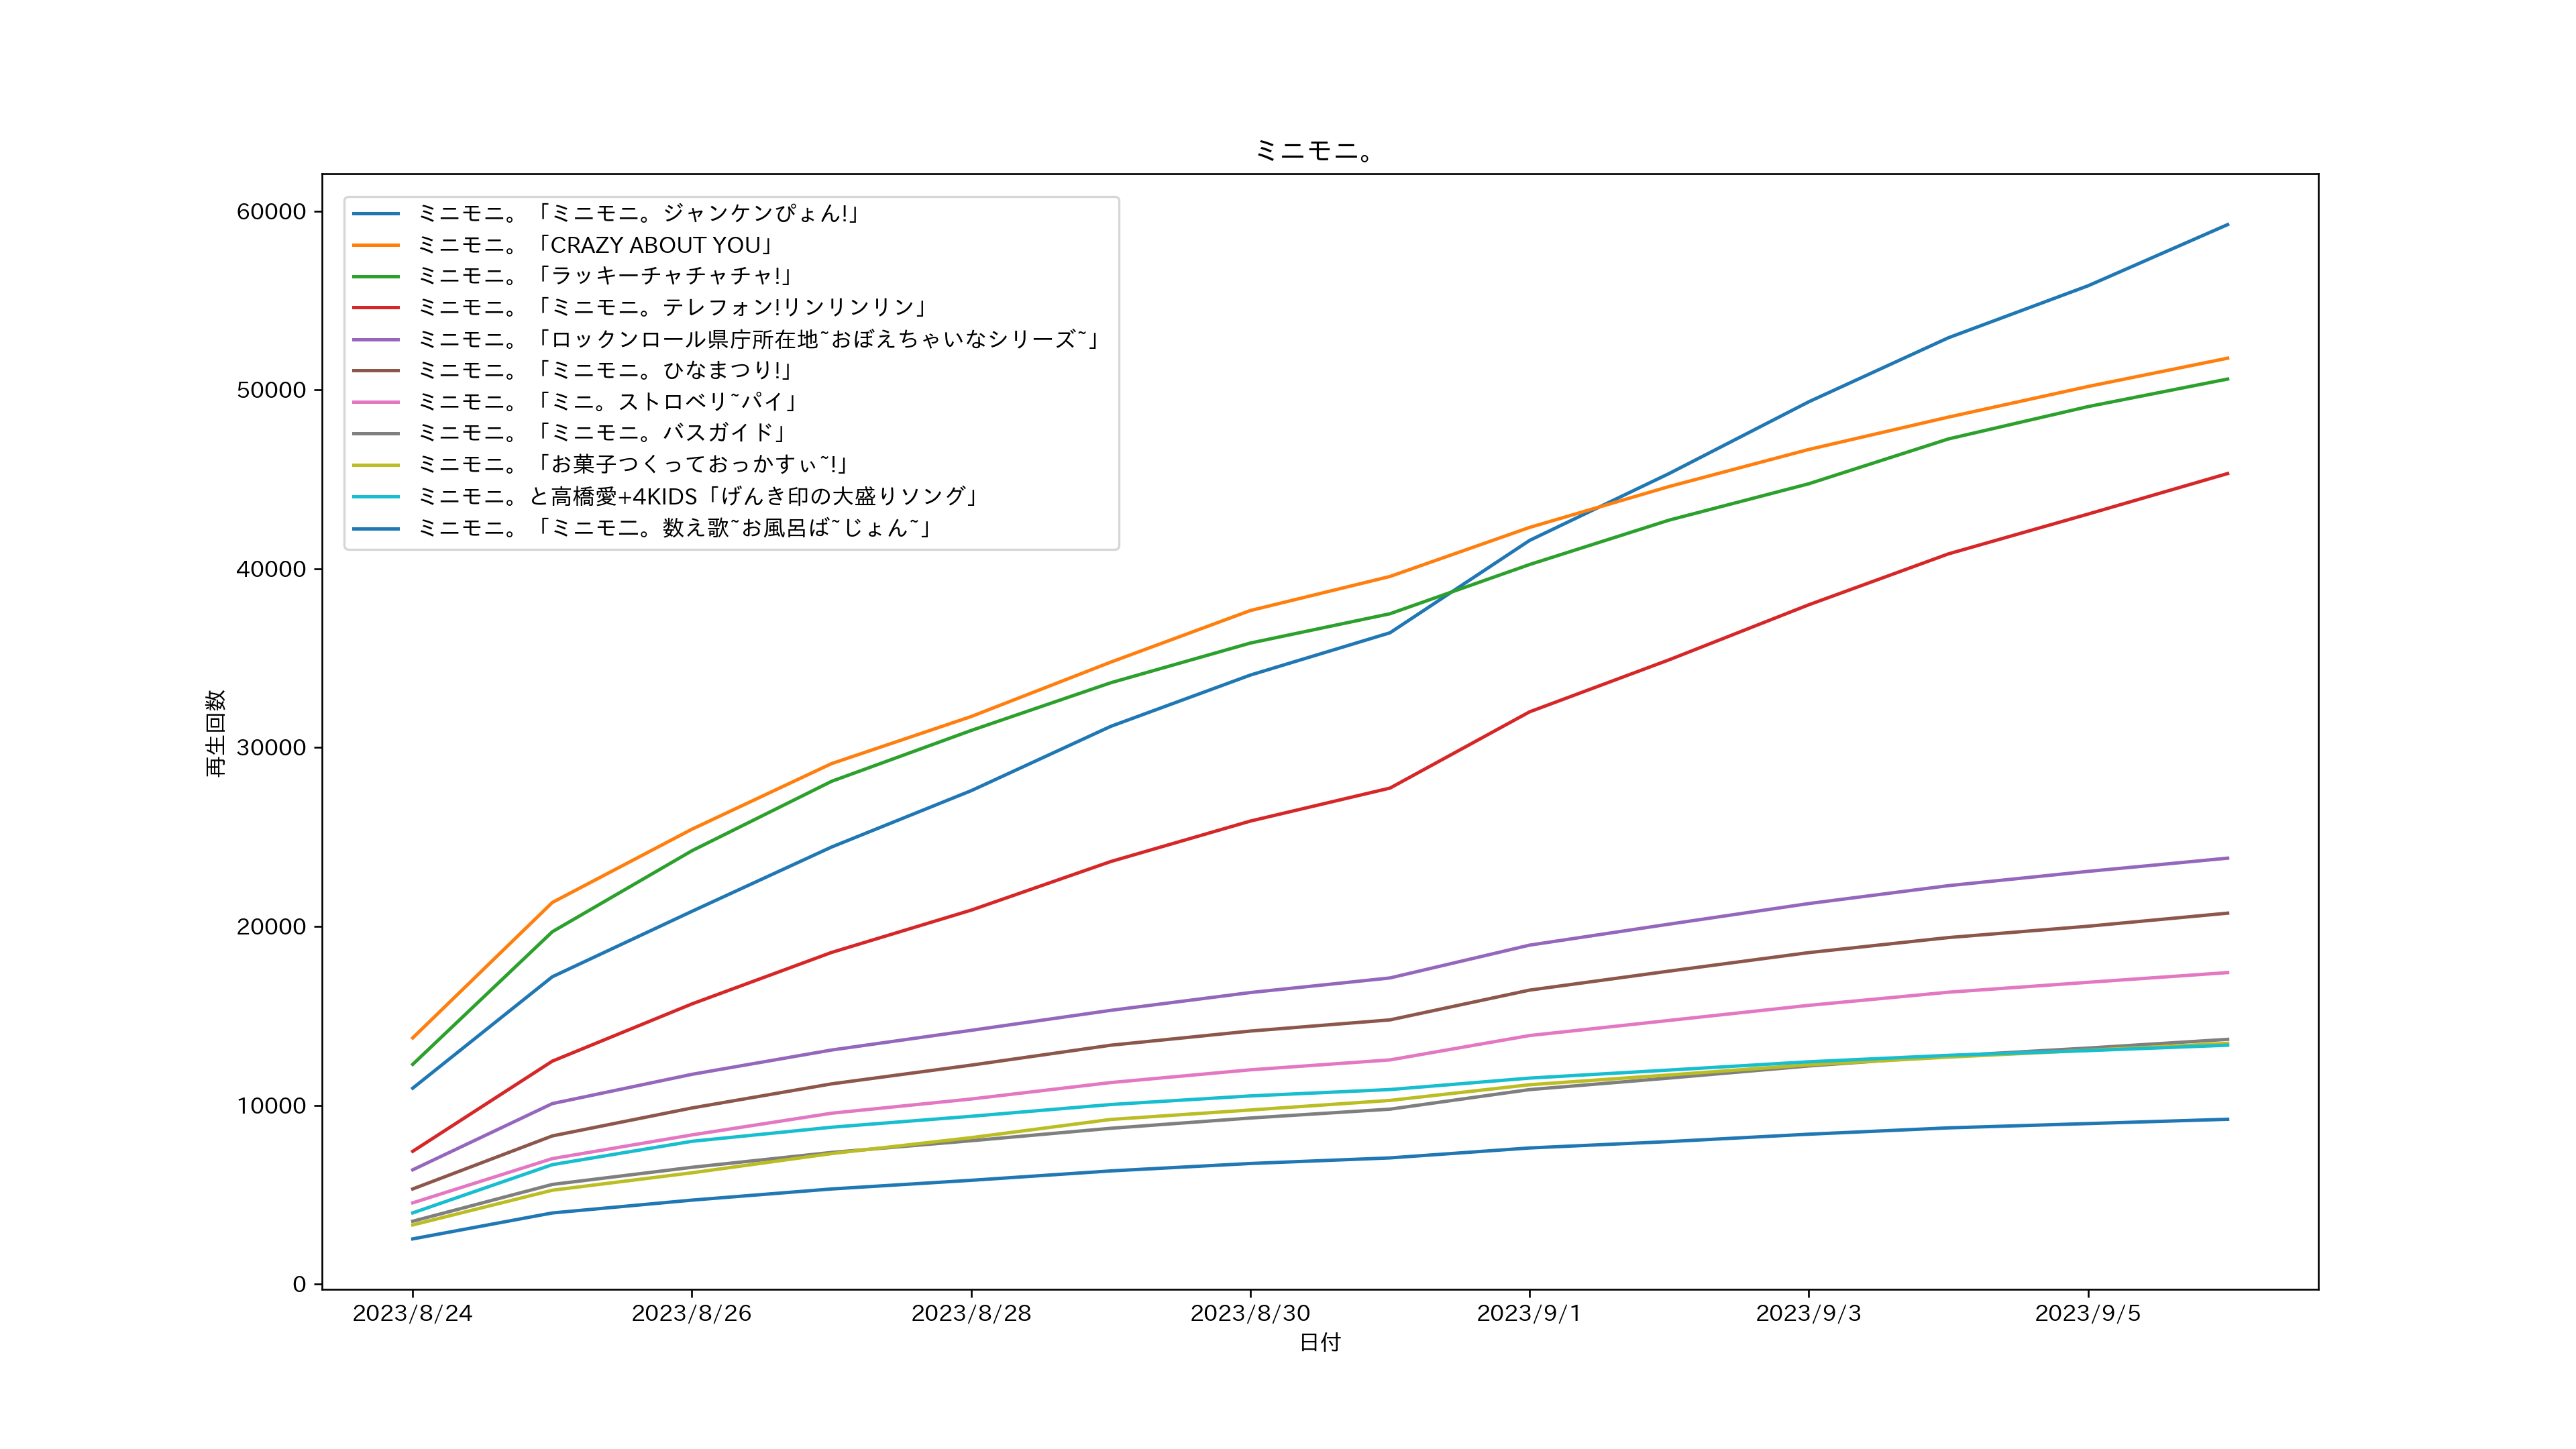 ミニモニ。
ミニモニ。「ミニモニ。ジャンケンぴょん!」
ミニモニ。「CRAZY ABOUT YOU」
ミニモニ。「ラッキーチャチャチャ!」
ミニモニ。「ミニモニ。テレフォン!リンリンリン」
ミニモニ。「ロックンロール県庁所在地~おぼえちゃいなシリーズ~」
ミニモニ。「ミニモニ。ひなまつり!」
ミニモニ。「ミニ。ストロベリ~パイ」
ミニモニ。「ミニモニ。バスガイド」
ミニモニ。「お菓子つくっておっかすぃ~!」
ミニモニ。と高橋愛+4KIDS「げんき印の大盛りソング」
ミニモニ。「ミニモニ。数え歌~お風呂ば~じょん~」
60000
50000
40000
30000
20000
10000
0
再生回数
2023/8/24 2023/8/26 2023/8/28 2023/8/30 2023/9/1 2023/9/3 2023/9/5
日付